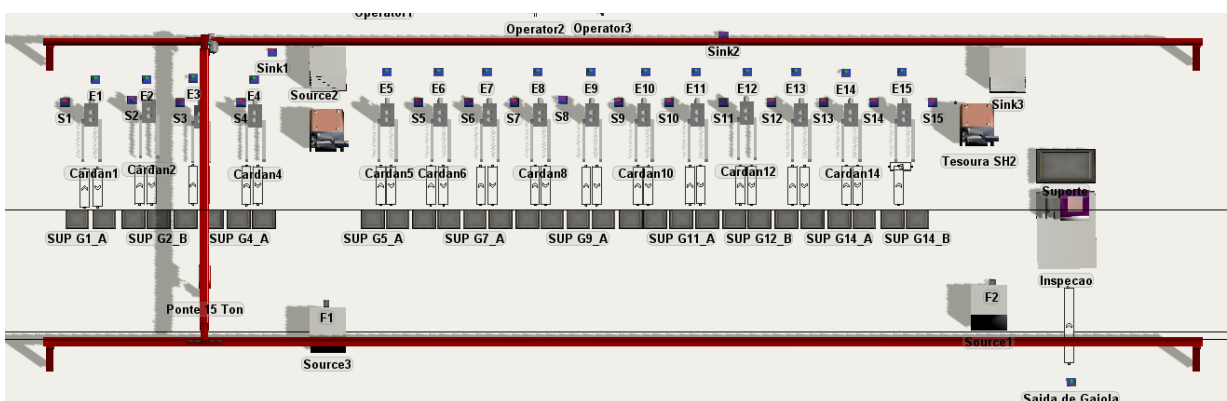 Operator1
Operator2 Operator3
Sink2
Sink1
Source2
E1 E2 E3 E4 E5 E6 E7 E8 E9 E10 E11 E12 E13 E14 E15
Sink3
S1 S2 S3 S4 S5 S6 S7 S8 S9 S10 S11 S12 S13 S14 S15
Tesoura SH2
Cardan1 Cardan2 Cardan4 Cardan5 Cardan6 Cardan8 Cardan10 Cardan12 Cardan14
Suporte
SUP G1_A SUP G2_B SUP G4_A SUP G5_A SUP G7_A SUP G9_A SUP G11_A SUP G12_B SUP G14_A SUP G14_B
Inspecao
Ponte 15 Ton
F1
F2
Source1
Source3
Saida de Gaiola